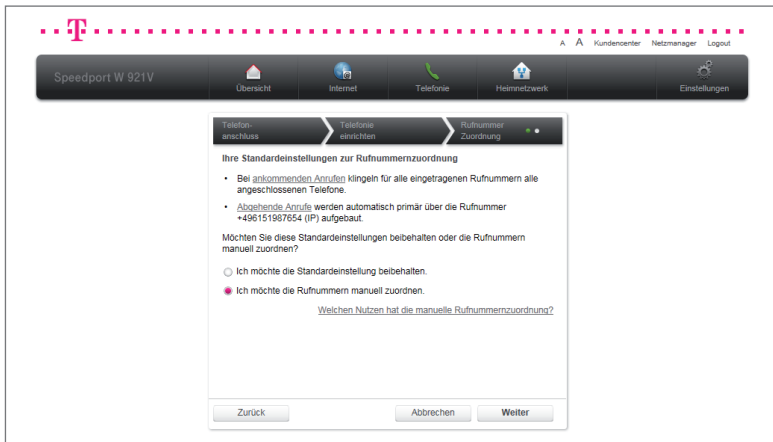 T
A A Kundencenter Netzmanager Logout
Speedport W 921V
Übersicht Internet Telefonie Heimnetzwerk Einstellungen
Telefon-
anschluss
Telefonie
einrichten
Rufnummer
Zuordnung
Ihre Standardeinstellungen zur Rufnummernzuordnung
• Bei ankommenden Anrufen klingeln für alle eingetragenen Rufnummern alle
angeschlossenen Telefone.
• Abgehende Anrufe werden automatisch primär über die Rufnummer
+496151987654 (IP) aufgebaut.
Möchten Sie diese Standardeinstellungen beibehalten oder die Rufnummern
manuell zuordnen?
Ich möchte die Standardeinstellung beibehalten.
Ich möchte die Rufnummern manuell zuordnen.
Welchen Nutzen hat die manuelle Rufnummernzuordnung?
Zurück Abbrechen Weiter